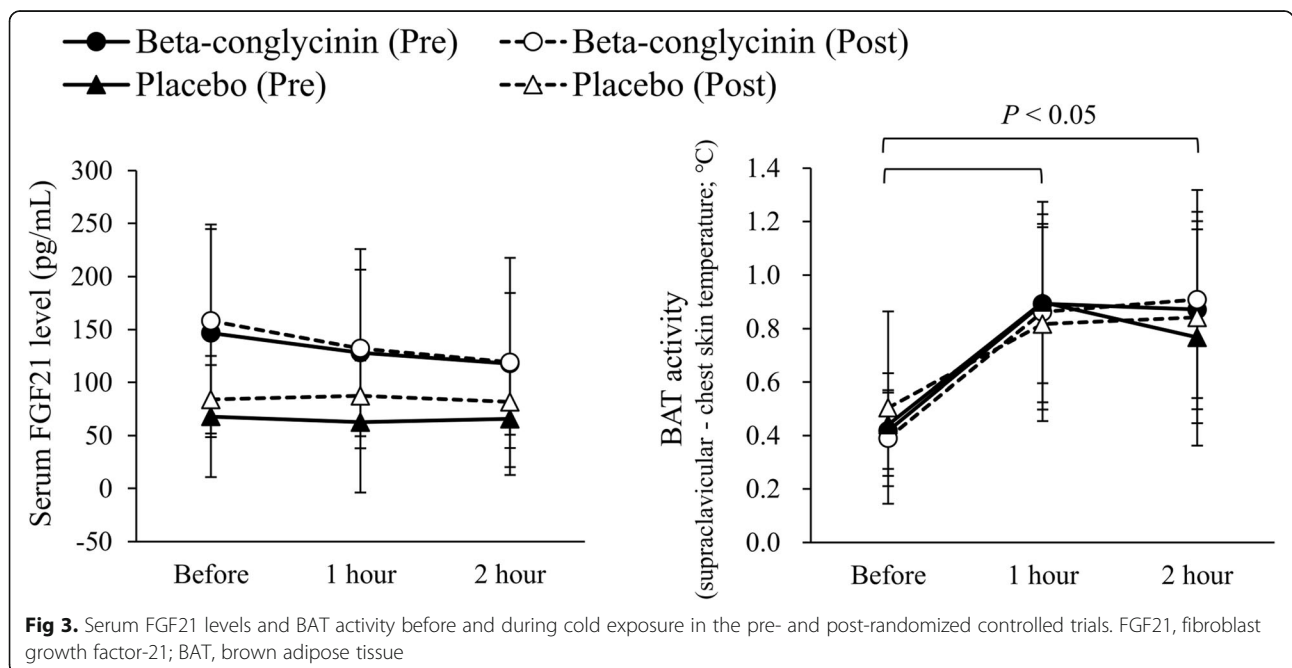 Beta-conglycinin (Pre) Beta-conglycinin (Post)
Placebo (Pre) Placebo (Post)
Serum FGF21 level (pg/mL)
300
250
200
150
100
50
0
-50
Before 1 hour 2 hour
P < 0.05
BAT activity
(supraclavicular - chest skin temperature; °C)
1.4
1.2
1.0
0.8
0.6
0.4
0.2
0.0
Before 1 hour 2 hour
Fig 3. Serum FGF21 levels and BAT activity before and during cold exposure in the pre- and post-randomized controlled trials. FGF21, fibroblast
growth factor-21; BAT, brown adipose tissue